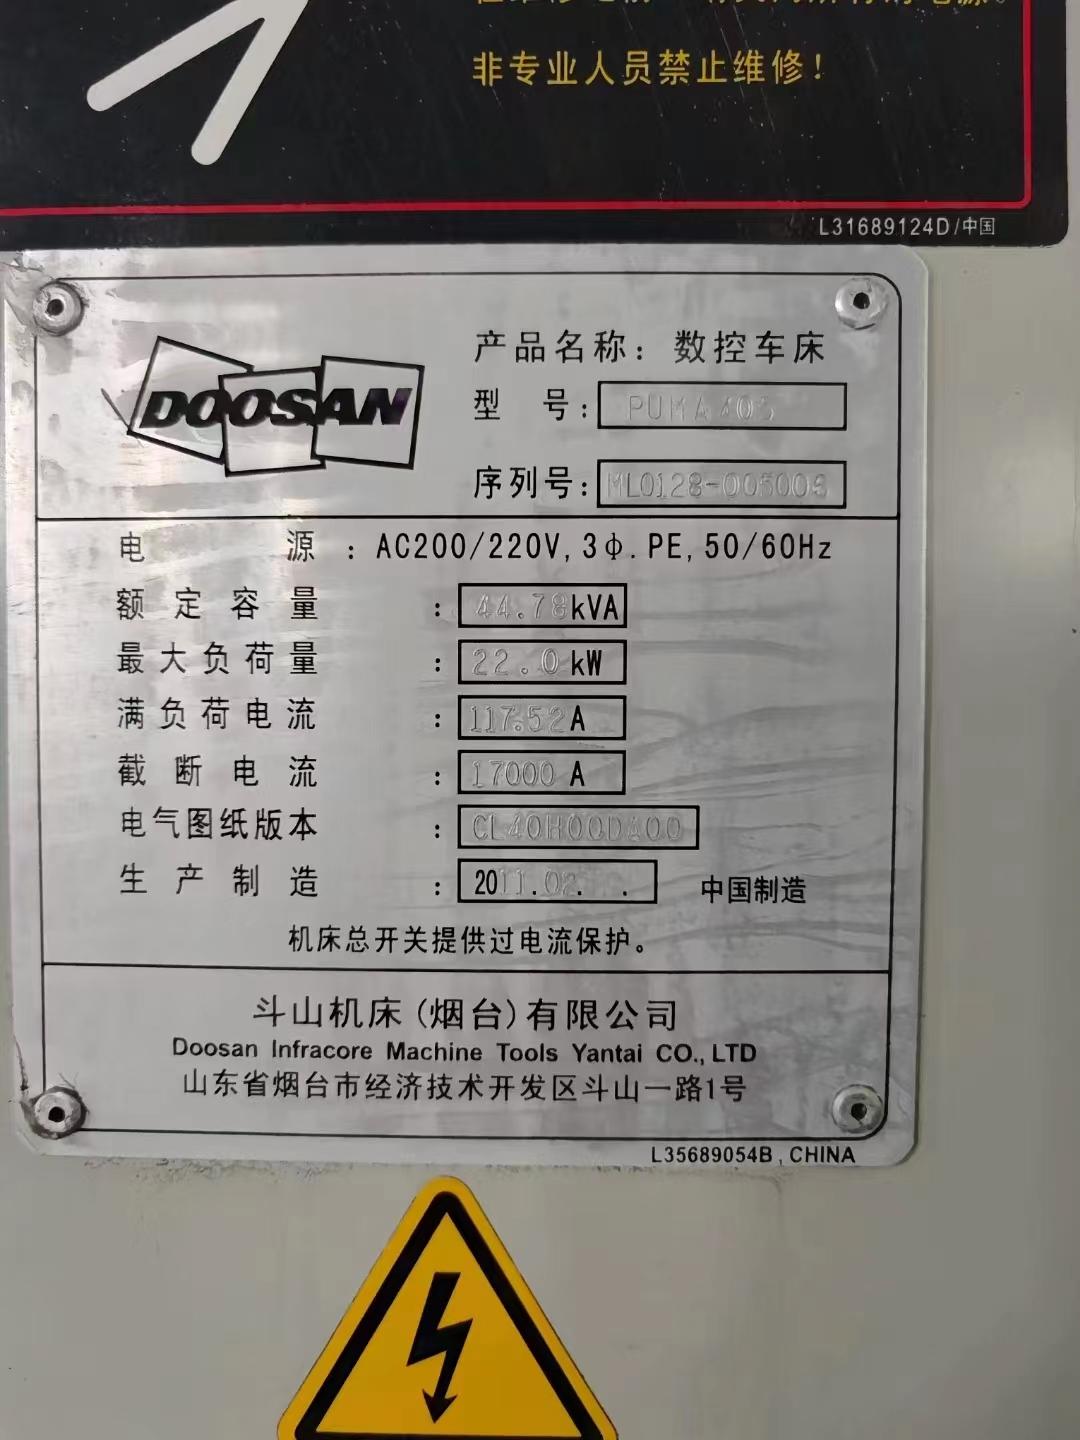 非专业人员禁止维修!
L31689124D/中国
DOOSAN
产品名称: 数控车床
型 号: PUMA405
序列号: ML0128-005006
电 源 : AC200/220V,3φ.PE,50/60Hz
额定容量 : 44.78kVA
最大负荷量 : 22.0kW
满负荷电流 : 117.52A
截断电流 : 17000 A
电气图纸版本 : CL40H00DA00
生产制造 : 2011.02. . 中国制造
机床总开关提供过电流保护。
斗山机床(烟台)有限公司
Doosan Infracore Machine Tools Yantai CO.,LTD
山东省烟台市经济技术开发区斗山一路1号
L35689054B, CHINA